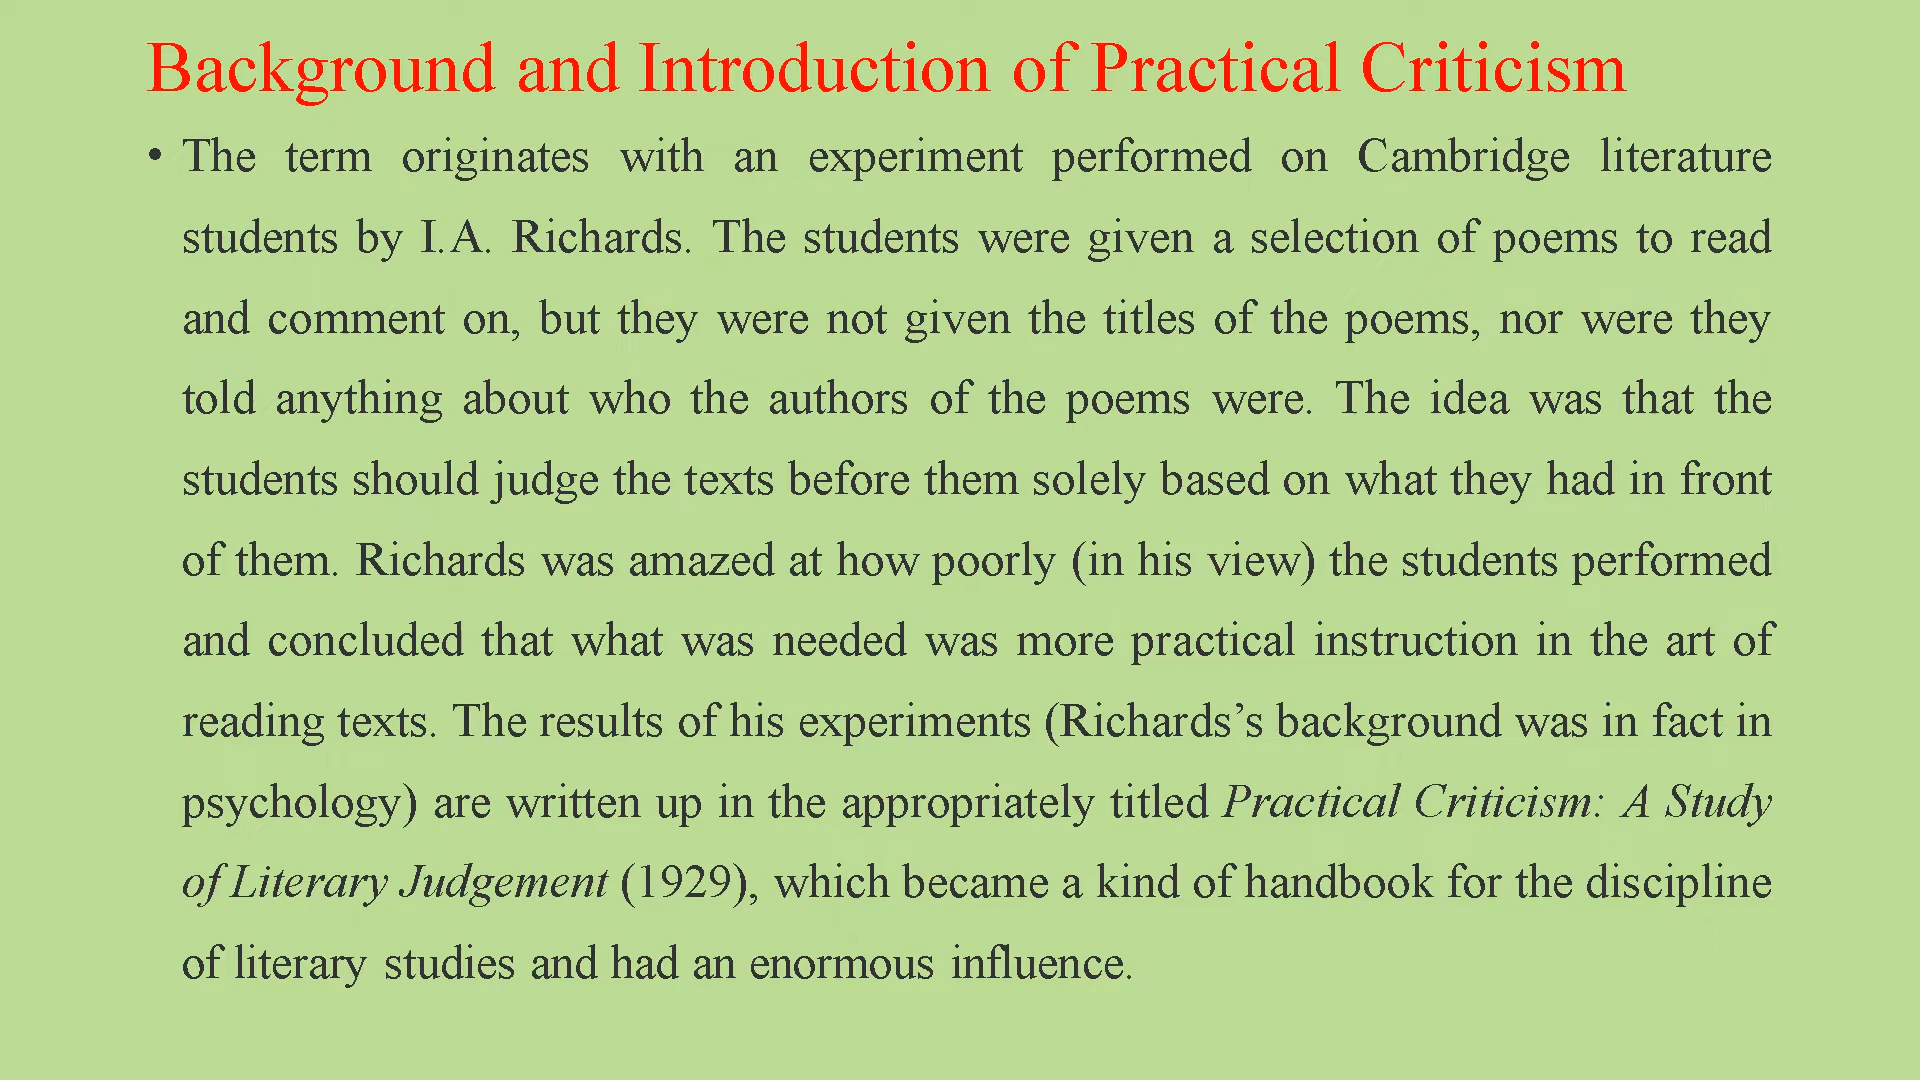 Background and Introduction of Practical Criticism
• The term originates with an experiment performed on Cambridge literature
students by I.A. Richards. The students were given a selection of poems to read
and comment on, but they were not given the titles of the poems, nor were they
told anything about who the authors of the poems were. The idea was that the
students should judge the texts before them solely based on what they had in front
of them. Richards was amazed at how poorly (in his view) the students performed
and concluded that what was needed was more practical instruction in the art of
reading texts. The results of his experiments (Richards’s background was in fact in
psychology) are written up in the appropriately titled Practical Criticism: A Study
of Literary Judgement (1929), which became a kind of handbook for the discipline
of literary studies and had an enormous influence.